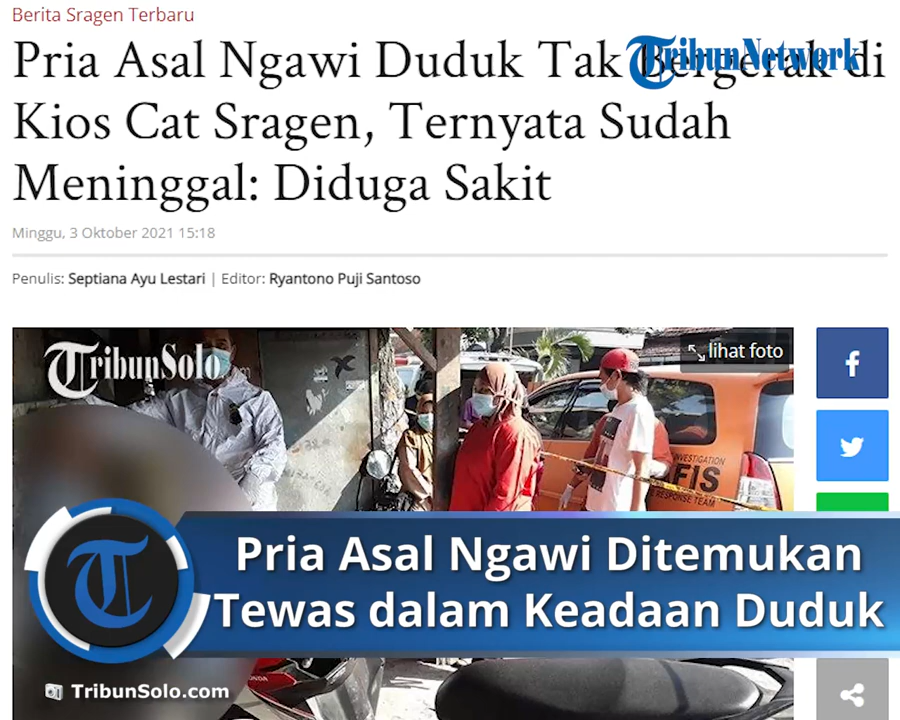 Berita Sragen Terbaru
Pria Asal Ngawi Duduk Tak Bergerak di
TribunNetwork
Kios Cat Sragen, Ternyata Sudah
Meninggal: Diduga Sakit
Minggu, 3 Oktober 2021 15:18
Penulis: Septiana Ayu Lestari | Editor: Ryantono Puji Santoso
TribunSolo
.com
lihat foto
f
INVESTIGATION
FIS
RESPONSE TEAM
T
Pria Asal Ngawi Ditemukan
Tewas dalam Keadaan Duduk
HONDA
TribunSolo.com